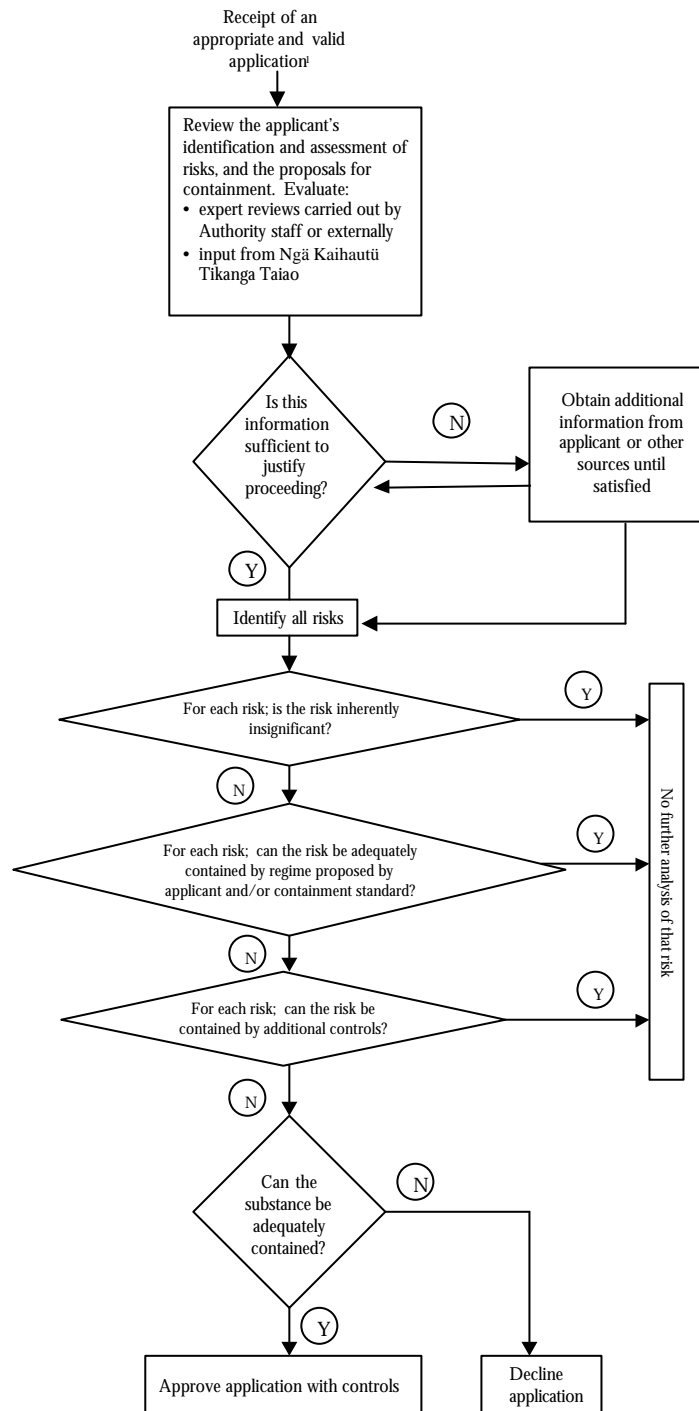 Receipt of an
appropriate and valid
application¹
Review the applicant's
identification and assessment of
risks, and the proposals for
containment. Evaluate:
• expert reviews carried out by
Authority staff or externally
• input from Ngä Kaihautü
Tikanga Taiao
Is this
information
sufficient to
justify
proceeding?
N
Obtain additional
information from
applicant or other
sources until
satisfied
Y
Identify all risks
For each risk; is the risk inherently
insignificant?
Y
N
For each risk; can the risk be adequately
contained by regime proposed by
applicant and/or containment standard?
Y
N
For each risk; can the risk be
contained by additional controls?
Y
No further analysis of that risk
N
Can the
substance be
adequately
contained?
N
Y
Approve application with controls
Decline
application